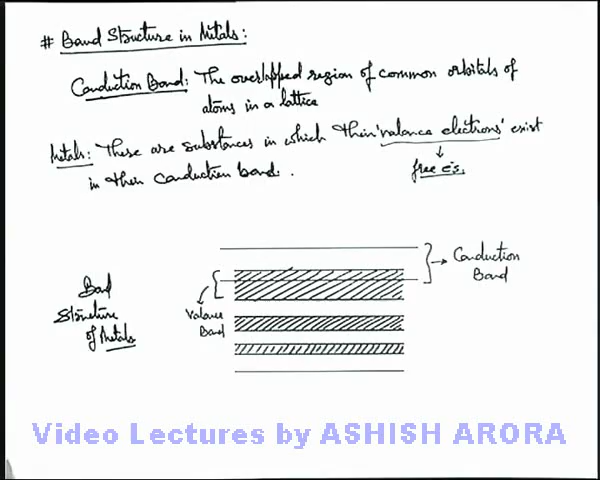 # Band Structure in Metals:
Conduction Band: The overlapped region of common orbitals of
atoms in a lattice
Metals: These are substances in which their 'valance elections' exist
in their conduction band.
free e's.
Conduction
Band
Valance
Band
Band
Structure
of Metals
Video Lectures by ASHISH ARORA